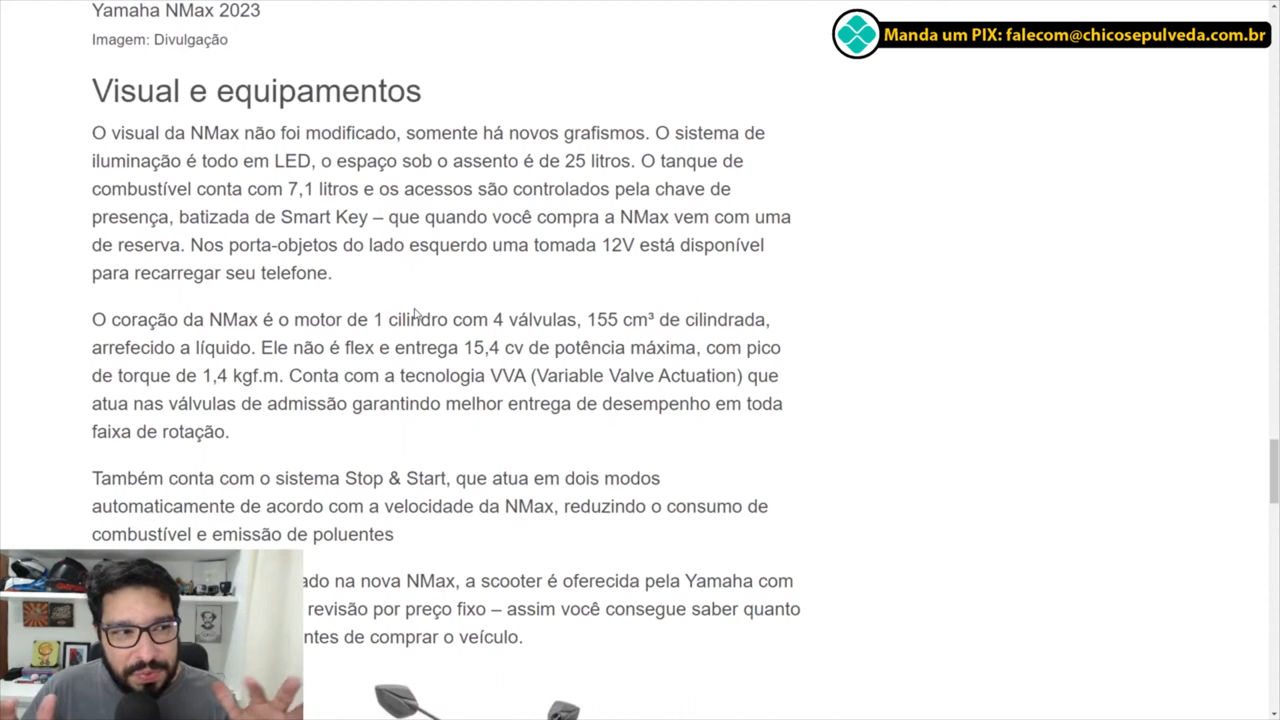 Yamaha NMax 2023
Imagem: Divulgação
Manda um PIX: falecom@chicosepulveda.com.br
Visual e equipamentos
O visual da NMax não foi modificado, somente há novos grafismos. O sistema de
iluminação é todo em LED, o espaço sob o assento é de 25 litros. O tanque de
combustível conta com 7,1 litros e os acessos são controlados pela chave de
presença, batizada de Smart Key – que quando você compra a NMax vem com uma
de reserva. Nos porta-objetos do lado esquerdo uma tomada 12V está disponível
para recarregar seu telefone.
O coração da NMax é o motor de 1 cilindro com 4 válvulas, 155 cm³ de cilindrada,
arrefecido a líquido. Ele não é flex e entrega 15,4 cv de potência máxima, com pico
de torque de 1,4 kgf.m. Conta com a tecnologia VVA (Variable Valve Actuation) que
atua nas válvulas de admissão garantindo melhor entrega de desempenho em toda
faixa de rotação.
Também conta com o sistema Stop & Start, que atua em dois modos
automaticamente de acordo com a velocidade da NMax, reduzindo o consumo de
combustível e emissão de poluentes
ado na nova NMax, a scooter é oferecida pela Yamaha com
revisão por preço fixo – assim você consegue saber quanto
ntes de comprar o veículo.